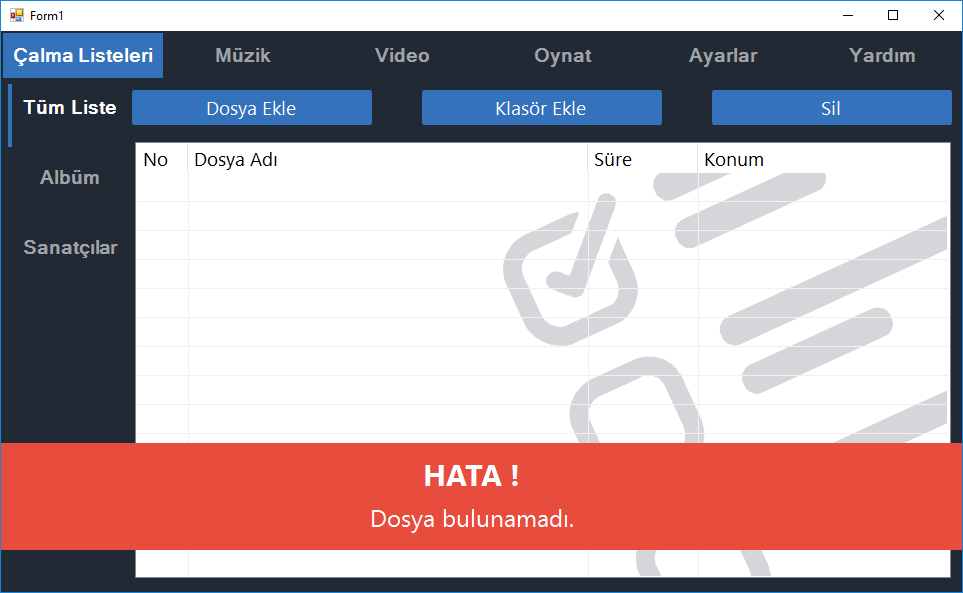 Form1
Çalma Listeleri Müzik Video Oynat Ayarlar Yardım
Tüm Liste Dosya Ekle Klasör Ekle Sil
No Dosya Adı Süre Konum
Albüm
Sanatçılar
HATA !
Dosya bulunamadı.